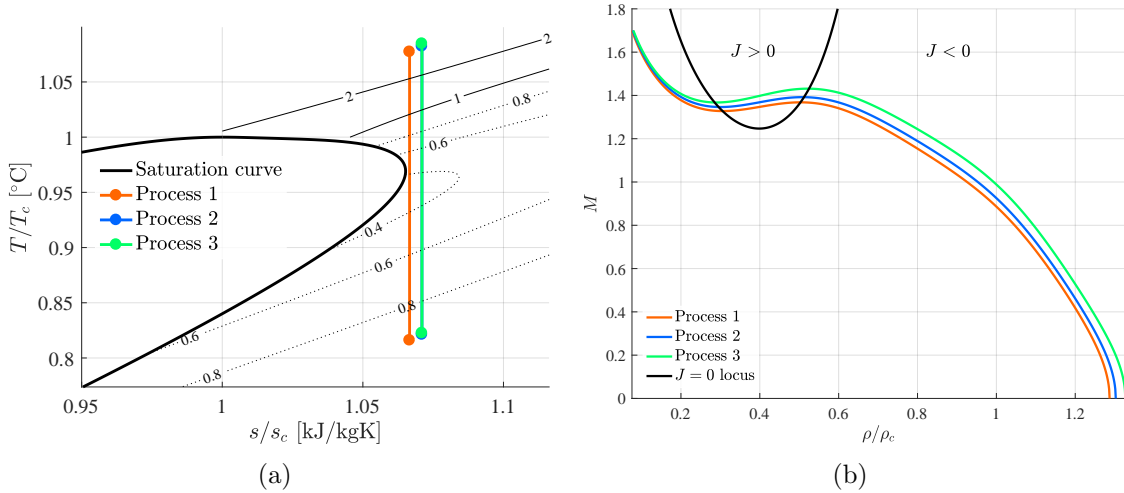 2
2
1
0.8
0.6
0.4
0.6
0.6
0.8
0.8
1.05
1
0.95
0.9
0.85
0.8
T/T_c [°C]
Saturation curve
Process 1
Process 2
Process 3
0.95
1
1.05
1.1
s/s_c [kJ/kgK]
(a)
1.8
1.6
1.4
1.2
1
0.8
0.6
0.4
0.2
0
M
J > 0
J < 0
Process 1
Process 2
Process 3
J = 0 locus
0.2
0.4
0.6
0.8
1
1.2
ρ/ρ_c
(b)